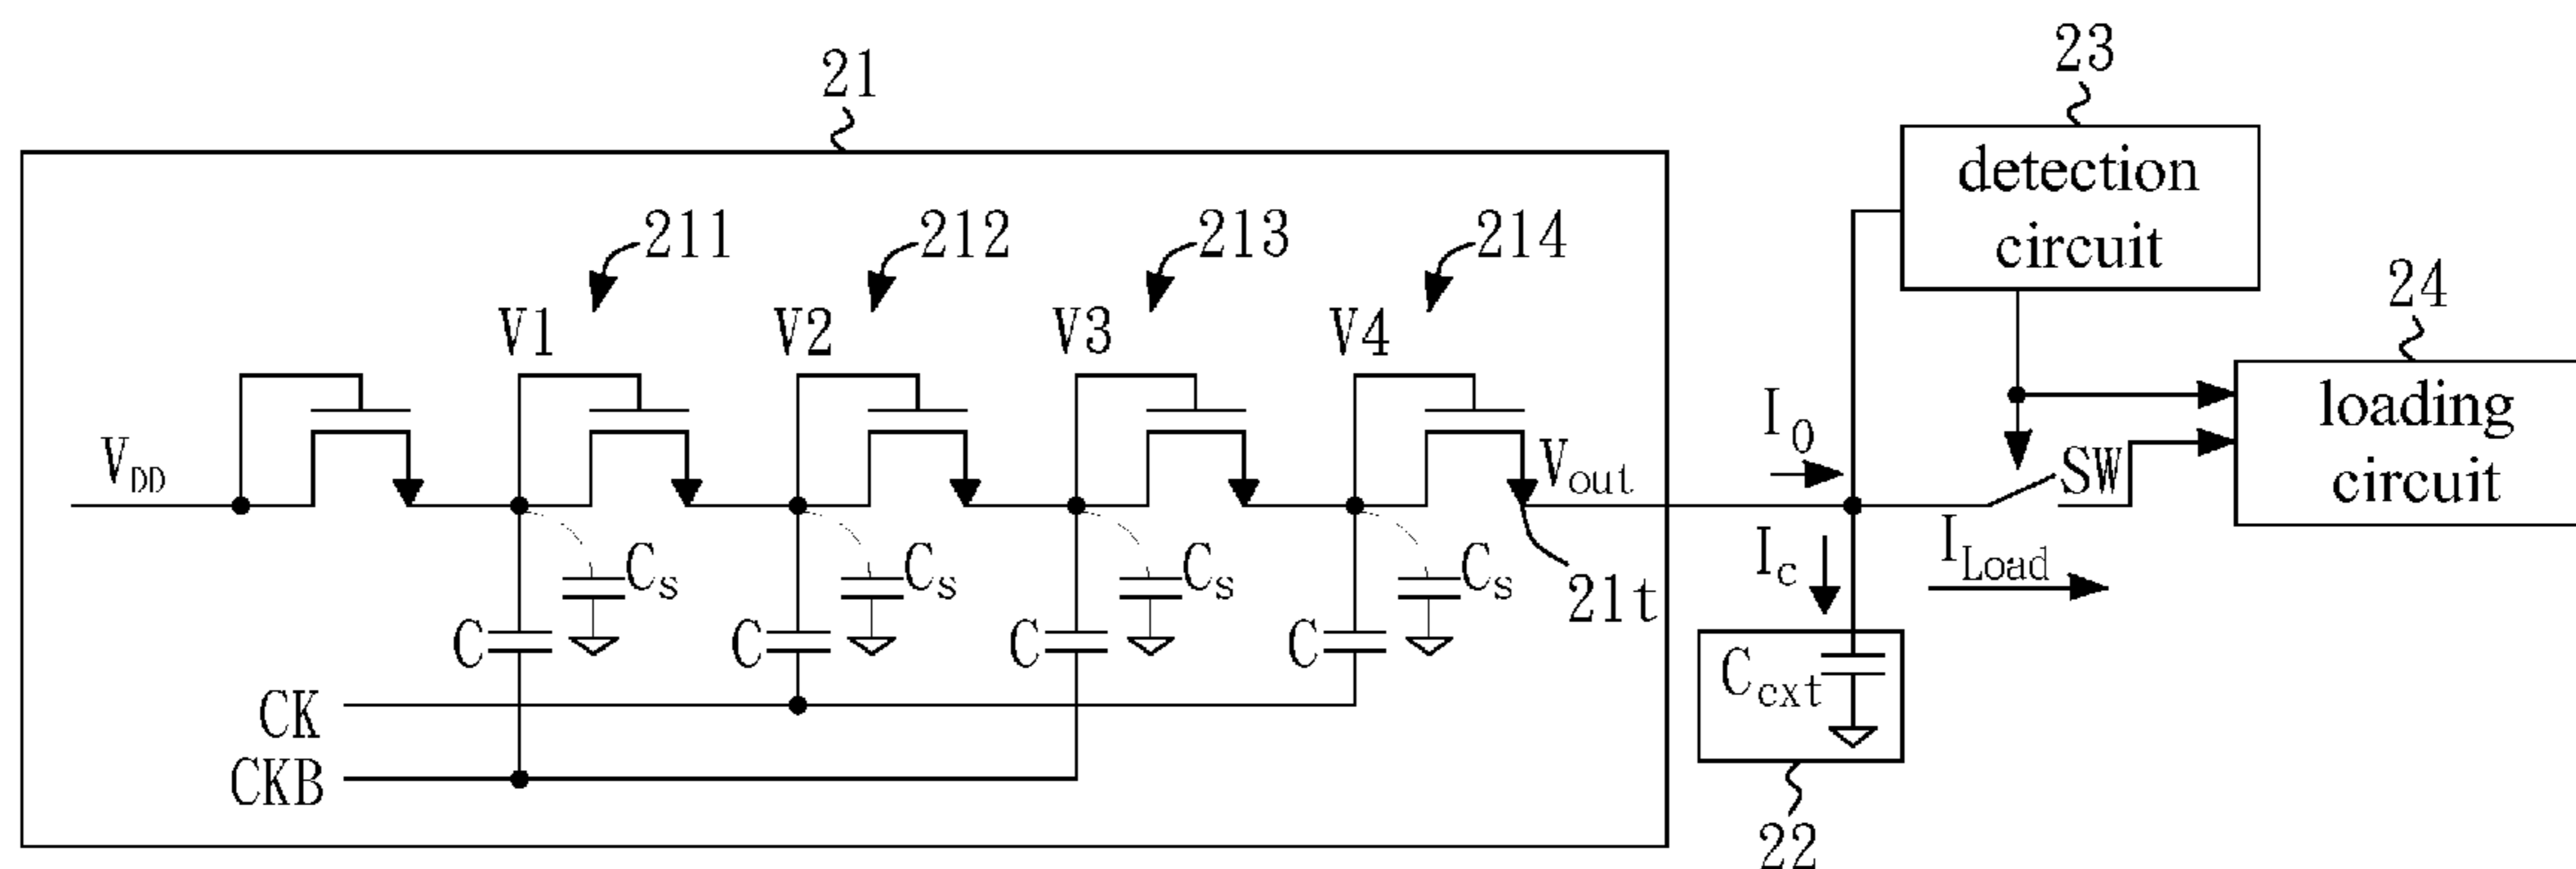 21
23
detection
circuit
211
212
213
214
24
V1
V2
V3
V4
loading
circuit
VDD
Vout
I0
SW
Ic
ILoad
Cs
Cs
Cs
Cs
21t
C
C
C
C
Ccxt
CK
CKB
22